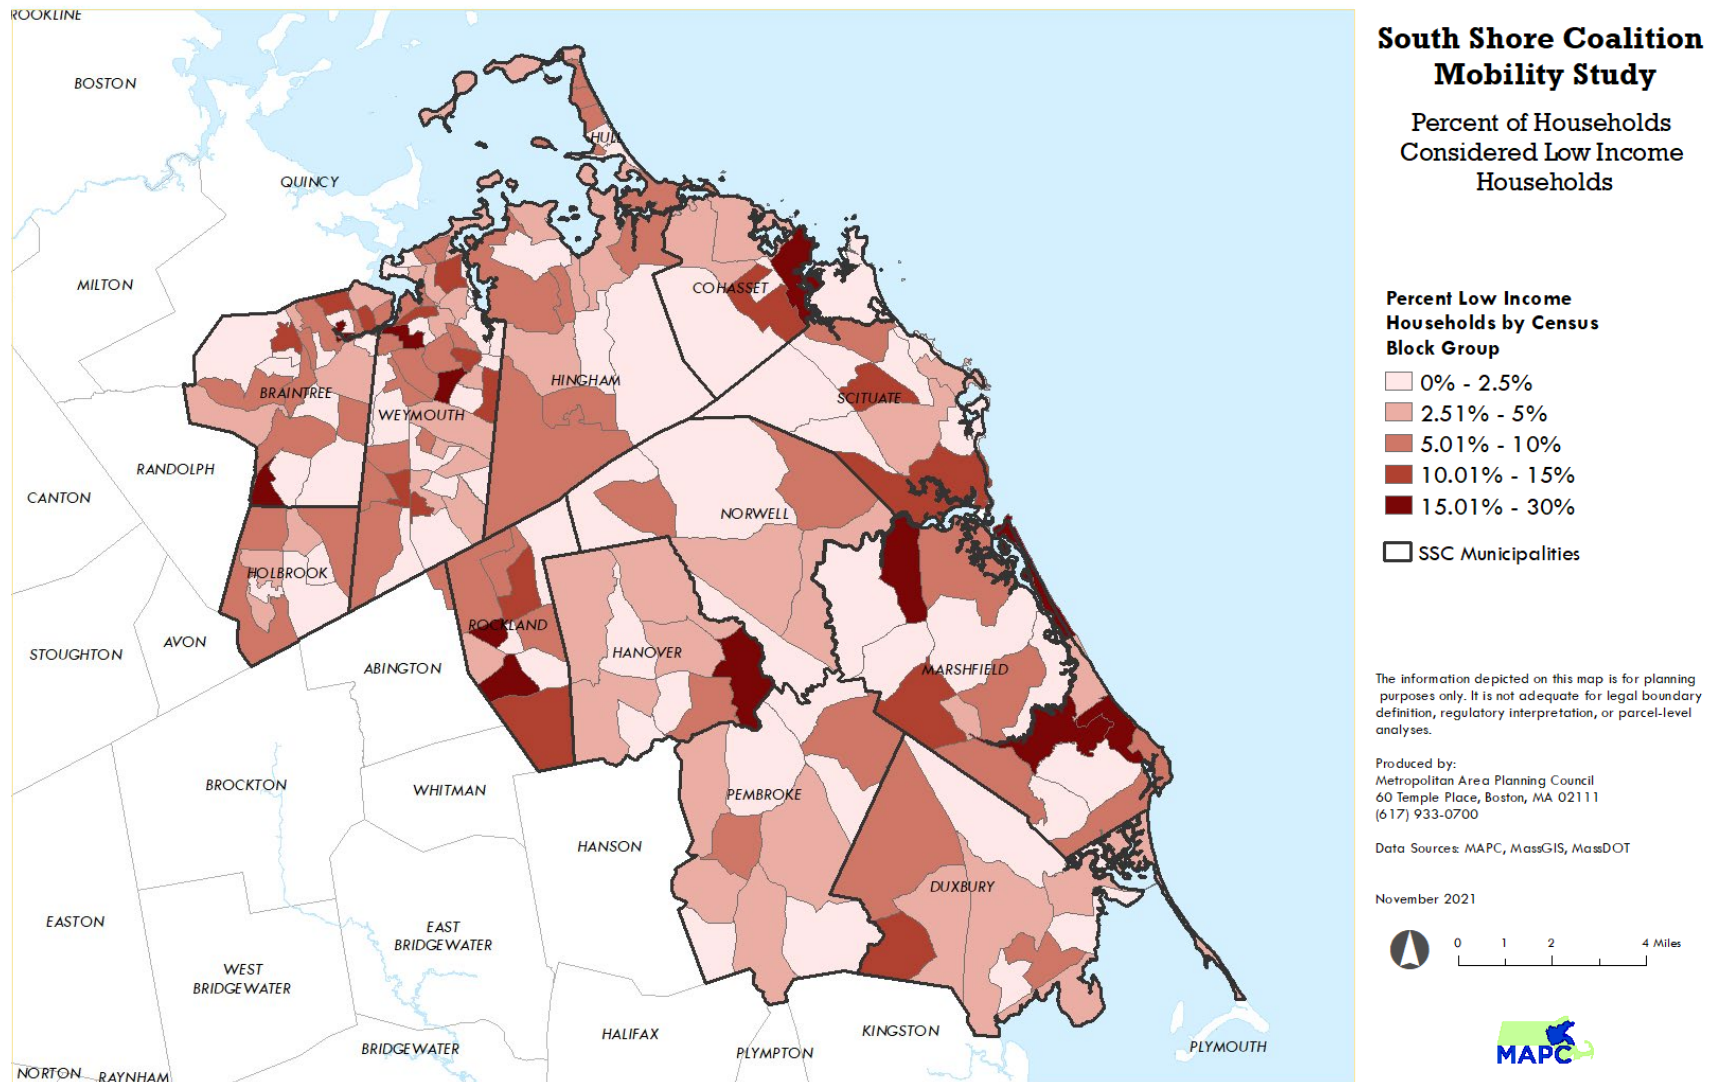 ROOKLINE
BOSTON
HULL
QUINCY
MILTON
COHASSET
HINGHAM
BRAINTREE
SCITUATE
WEYMOUTH
RANDOLPH
CANTON
NORWELL
HOLBROOK
ROCKLAND
AVON
STOUGHTON
HANOVER
ABINGTON
MARSHFIELD
BROCKTON
WHITMAN
PEMBROKE
HANSON
DUXBURY
EASTON
EAST
BRIDGEWATER
WEST
BRIDGEWATER
HALIFAX
KINGSTON
BRIDGEWATER
PLYMPTON
PLYMOUTH
NORTON
RAYNHAM
South Shore Coalition
Mobility Study
Percent of Households
Considered Low Income
Households
Percent Low Income
Households by Census
Block Group
0% - 2.5%
2.51% - 5%
5.01% - 10%
10.01% - 15%
15.01% - 30%
SSC Municipalities
The information depicted on this map is for planning
purposes only. It is not adequate for legal boundary
definition, regulatory interpretation, or parcel-level
analyses.
Produced by:
Metropolitan Area Planning Council
60 Temple Place, Boston, MA 02111
(617) 933-0700
Data Sources: MAPC, MassGIS, MassDOT
November 2021
0 1 2 4 Miles
MAPC